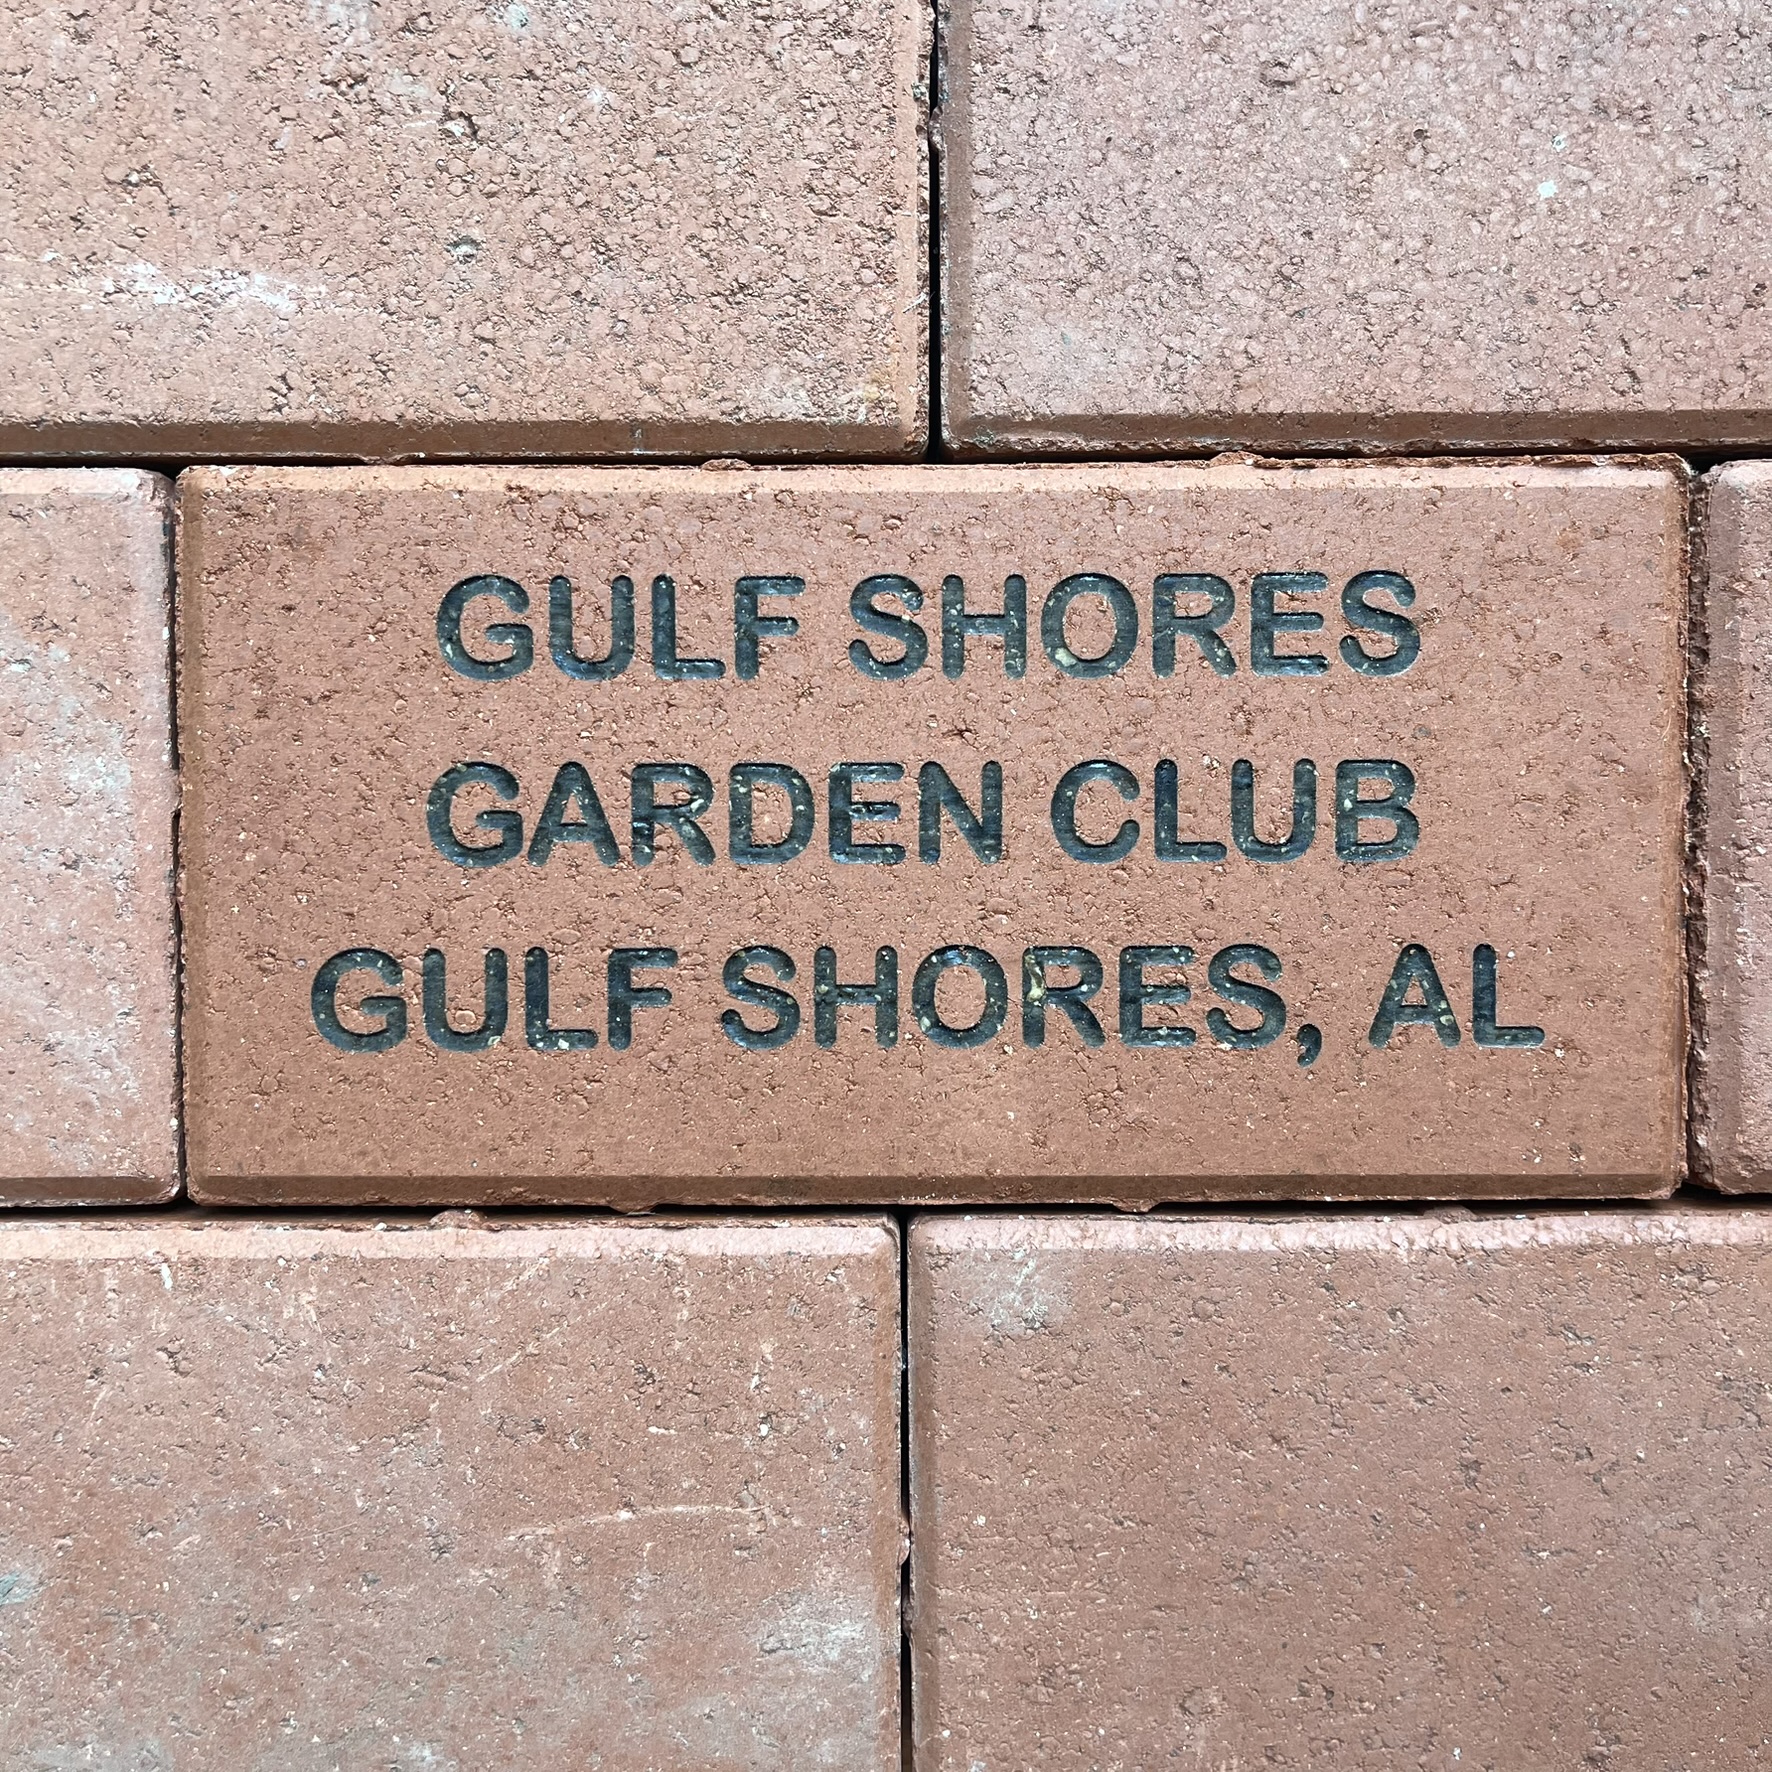 GULF SHORES
GARDEN CLUB
GULF SHORES, AL